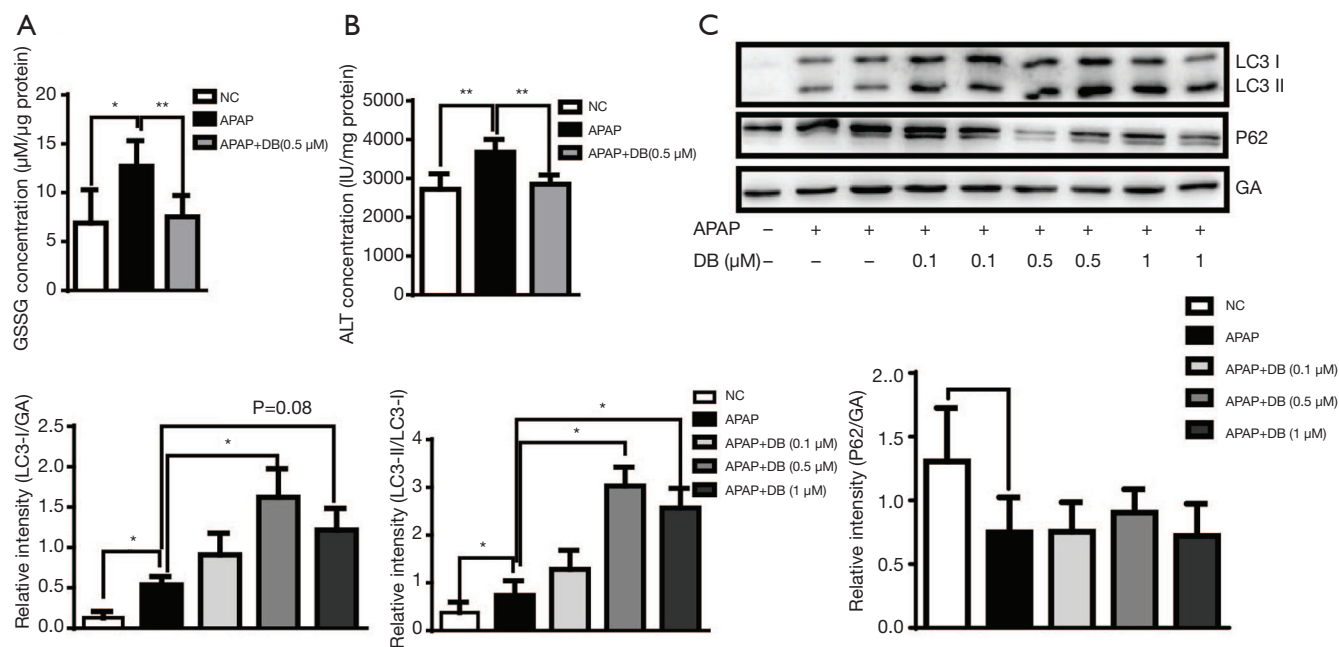 A
GSSG concentration (μM/μg protein)
20
15
10
5
0
*
**
NC
APAP
APAP+DB(0.5 μM)
B
ALT concentration (IU/mg protein)
5000
4000
3000
2000
1000
0
**
**
NC
APAP
APAP+DB(0.5 μM)
C
LC3 I
LC3 II
P62
GA
APAP – + + + + + + + +
DB (μM) – – – 0.1 0.1 0.5 0.5 1 1
Relative intensity (LC3-I/GA)
2.5
2.0
1.5
1.0
0.5
0.0
*
*
P=0.08
Relative intensity (LC3-II/LC3-I)
4
3
2
1
0
*
*
*
NC
APAP
APAP+DB (0.1 μM)
APAP+DB (0.5 μM)
APAP+DB (1 μM)
Relative intensity (P62/GA)
2..0
1.5
1.0
0.5
0.0
NC
APAP
APAP+DB (0.1 μM)
APAP+DB (0.5 μM)
APAP+DB (1 μM)